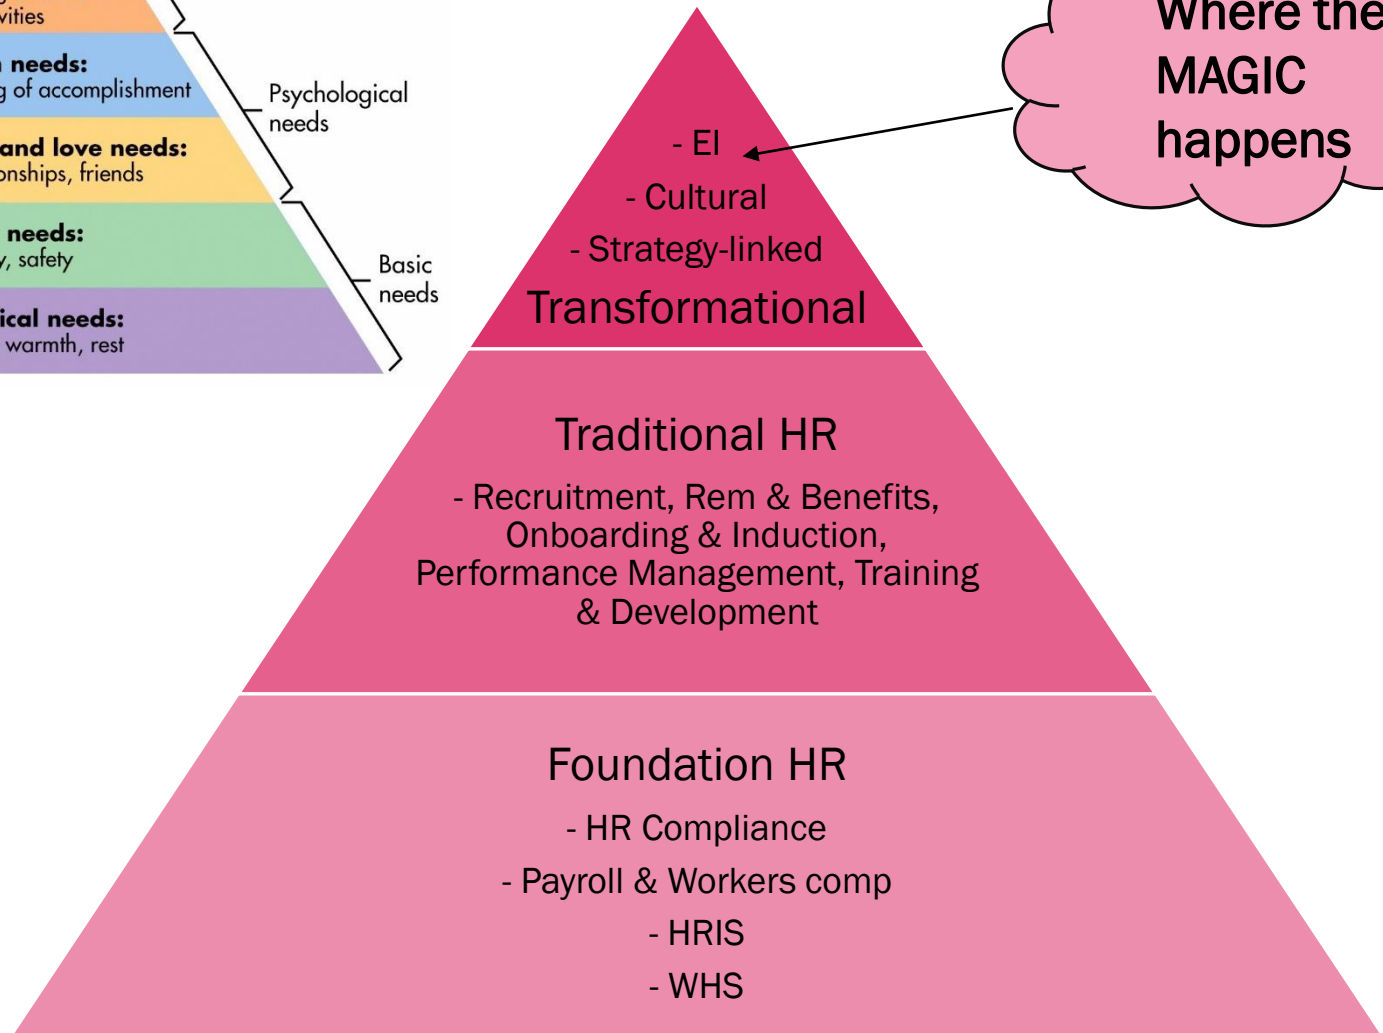 vities
needs:
g of accomplishment
and love needs:
onships, friends
needs:
y, safety
ical needs:
warmth, rest
Psychological
needs
Basic
needs
Where the
MAGIC
happens
- EI
- Cultural
- Strategy-linked
Transformational
Traditional HR
- Recruitment, Rem & Benefits,
Onboarding & Induction,
Performance Management, Training
& Development
Foundation HR
- HR Compliance
- Payroll & Workers comp
- HRIS
- WHS